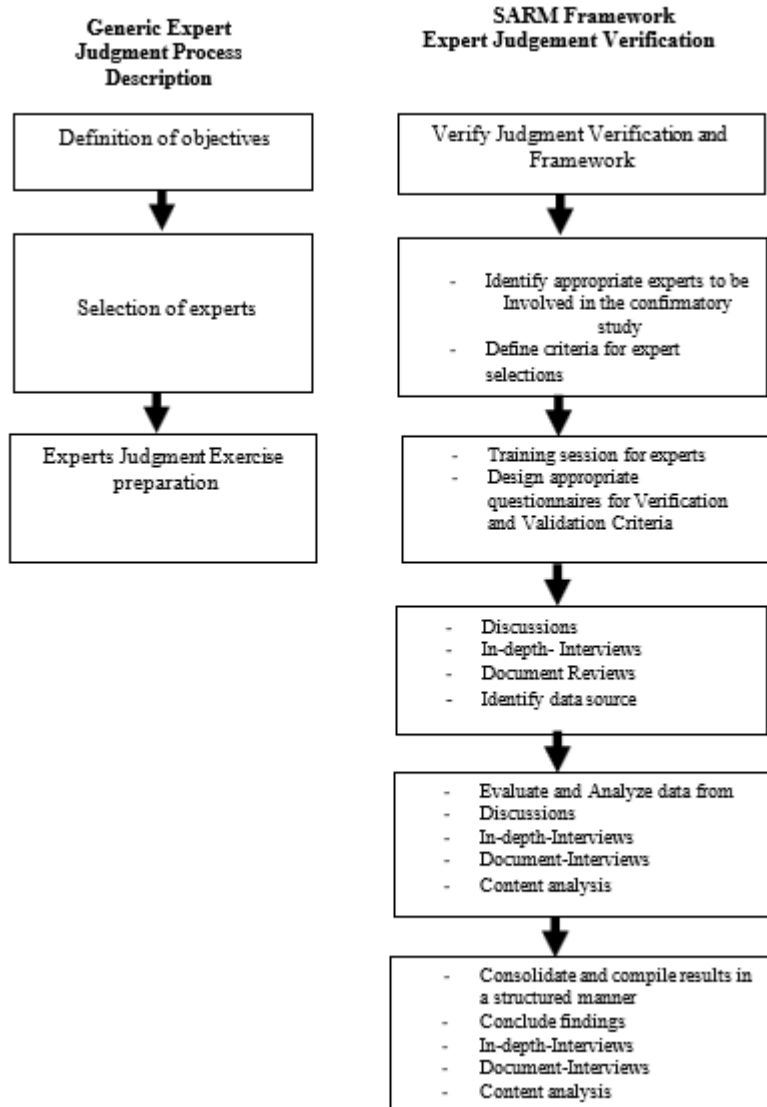 Generic Expert
Judgment Process
Description
Definition of objectives
Selection of experts
Experts Judgment Exercise
preparation
SARM Framework
Expert Judgement Verification
Verify Judgment Verification and
Framework
- Identify appropriate experts to be
Involved in the confirmatory
study
- Define criteria for expert
selections
- Training session for experts
- Design appropriate
questionnaires for Verification
and Validation Criteria
- Discussions
- In-depth- Interviews
- Document Reviews
- Identify data source
- Evaluate and Analyze data from
- Discussions
- In-depth-Interviews
- Document-Interviews
- Content analysis
- Consolidate and compile results in
a structured manner
- Conclude findings
- In-depth-Interviews
- Document-Interviews
- Content analysis